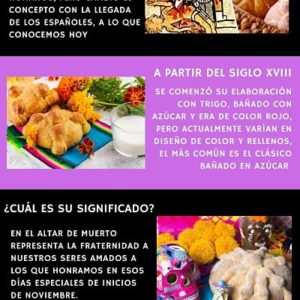 CONCEPTO CON LA LLEGADA
DE LOS ESPAÑOLES, A LO QUE
CONOCEMOS HOY
A PARTIR DEL SIGLO XVIII
SE COMENZÓ SU ELABORACIÓN
CON TRIGO, BAÑADO CON
AZÚCAR Y ERA DE COLOR ROJO,
PERO ACTUALMENTE VARÍAN EN
DISEÑO DE COLOR Y RELLENOS,
EL MÁS COMÚN ES EL CLÁSICO
BAÑADO EN AZÚCAR
¿CUÁL ES SU SIGNIFICADO?
EN EL ALTAR DE MUERTO
REPRESENTA LA FRATERNIDAD A
NUESTROS SERES AMADOS A
LOS QUE HONRAMOS EN ESOS
DÍAS ESPECIALES DE INICIOS
DE NOVIEMBRE.